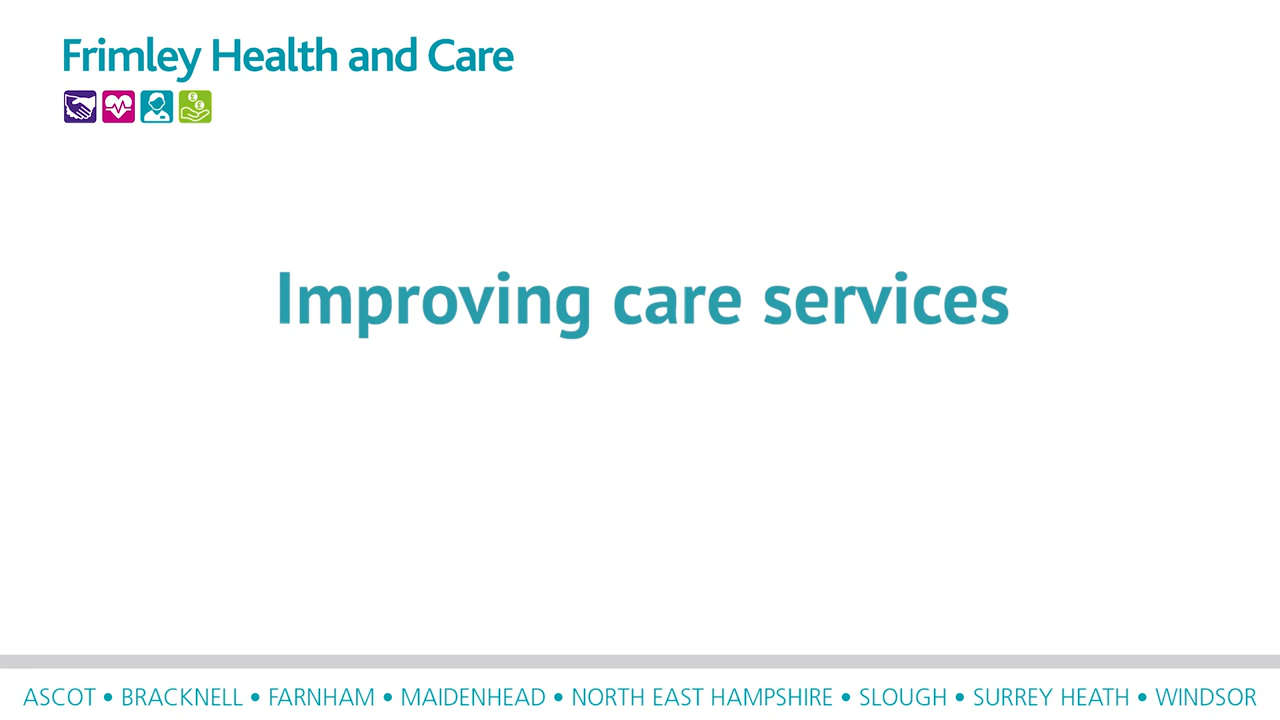 Frimley Health and Care
Improving care services
ASCOT • BRACKNELL • FARNHAM • MAIDENHEAD • NORTH EAST HAMPSHIRE • SLOUGH • SURREY HEATH • WINDSOR